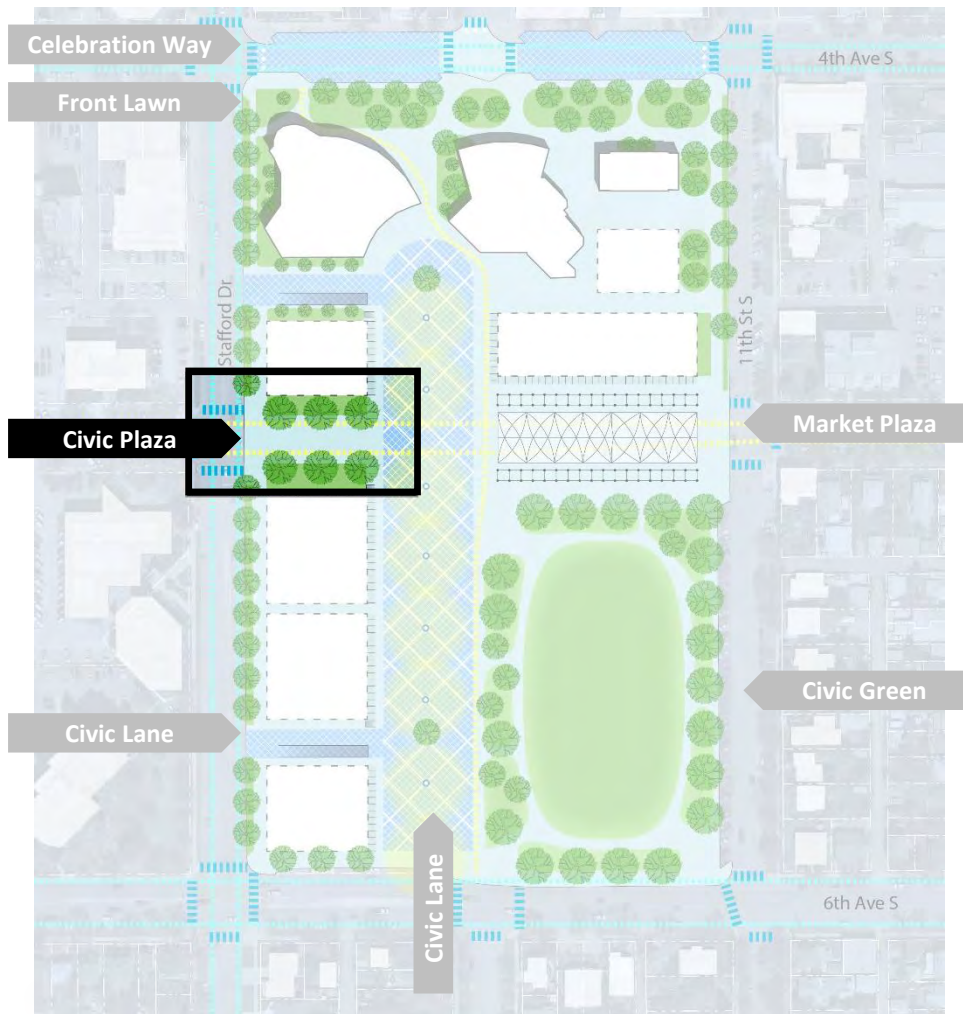 Celebration Way
4th Ave S
Front Lawn
Stafford Dr
11th St S
Civic Plaza
Market Plaza
Civic Green
Civic Lane
Civic Lane
6th Ave S